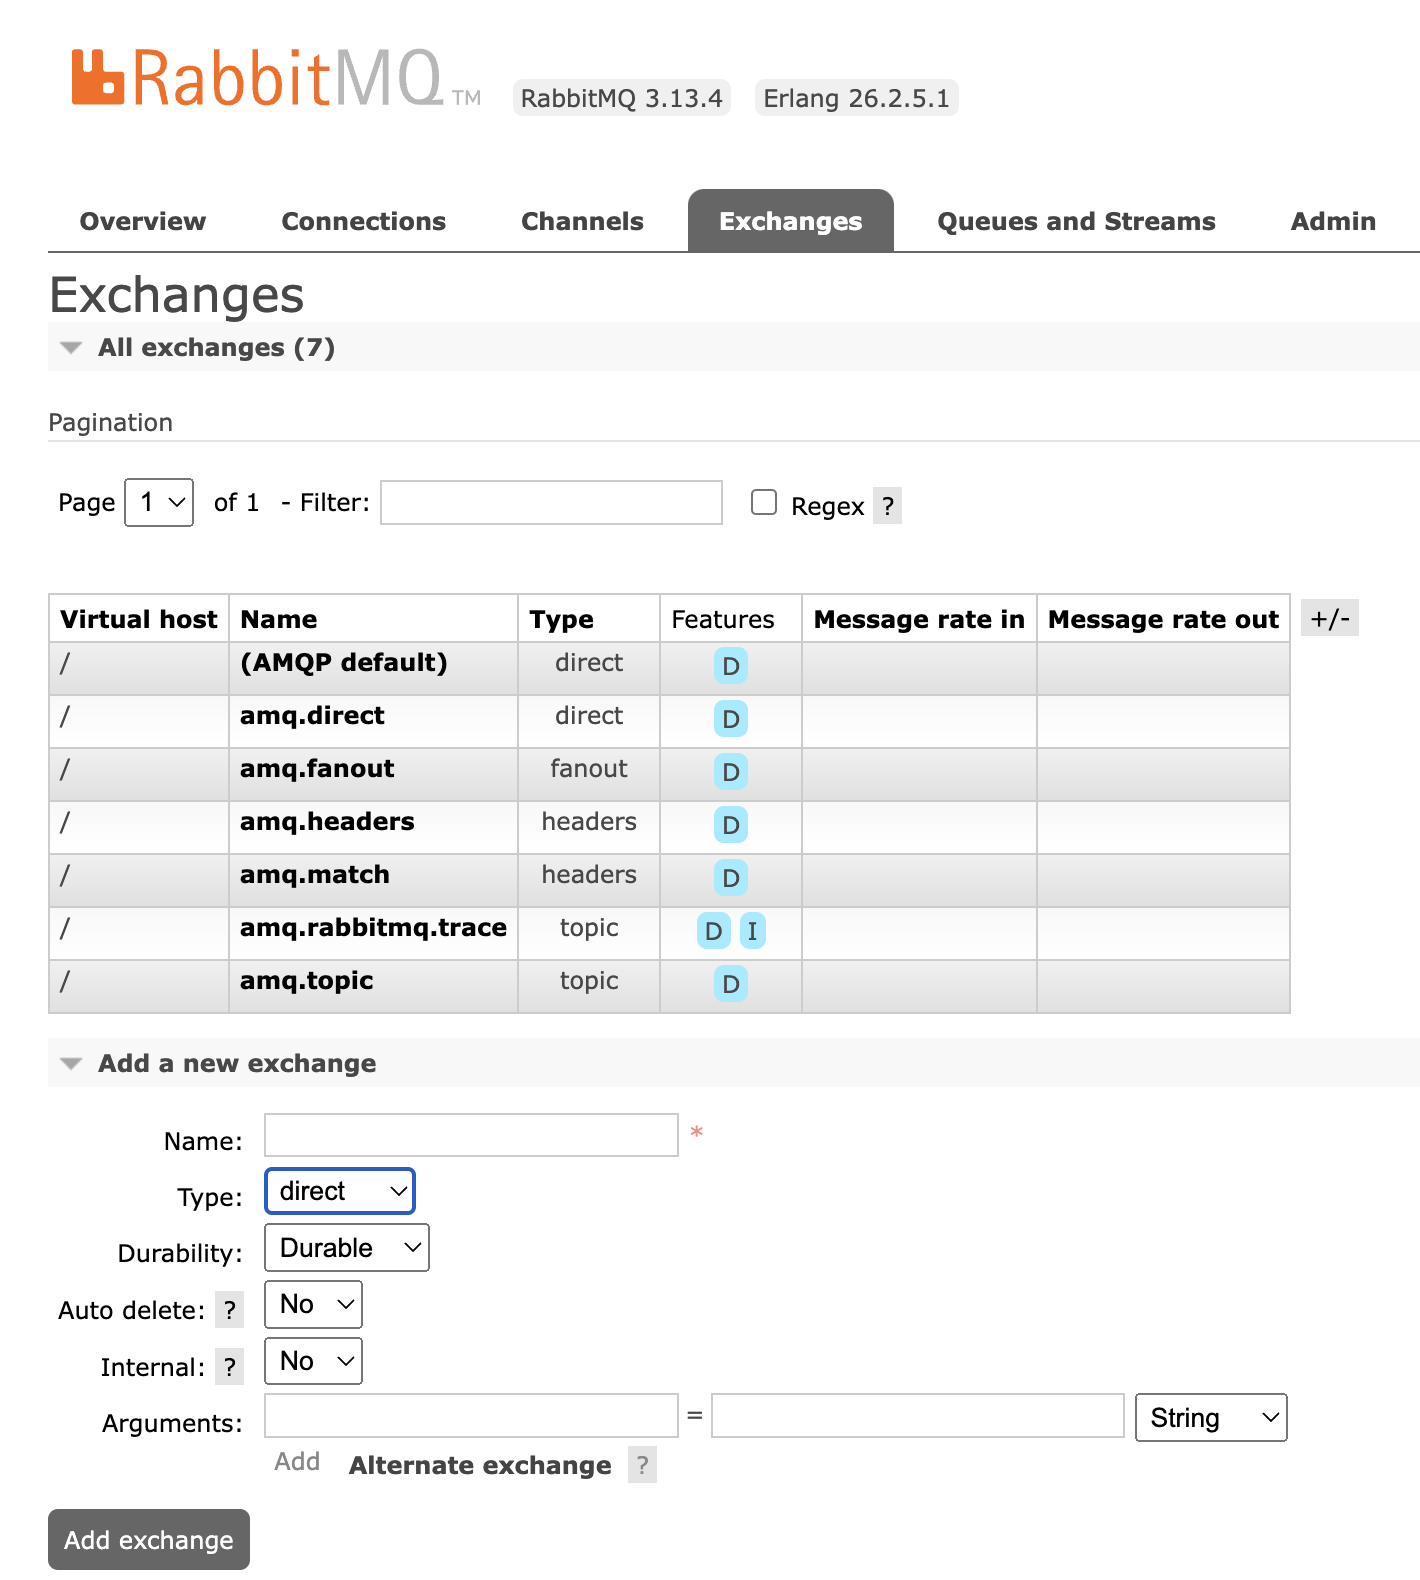 RabbitMQ TM RabbitMQ 3.13.4 Erlang 26.2.5.1
Overview Connections Channels Exchanges Queues and Streams Admin
Exchanges
All exchanges (7)
Pagination
Page 1 of 1 - Filter: Regex ?
Virtual host Name Type Features Message rate in Message rate out +/-
/ (AMQP default) direct D
/ amq.direct direct D
/ amq.fanout fanout D
/ amq.headers headers D
/ amq.match headers D
/ amq.rabbitmq.trace topic D I
/ amq.topic topic D
Add a new exchange
Name: *
Type: direct
Durability: Durable
Auto delete: ? No
Internal: ? No
Arguments: = String
Add Alternate exchange ?
Add exchange